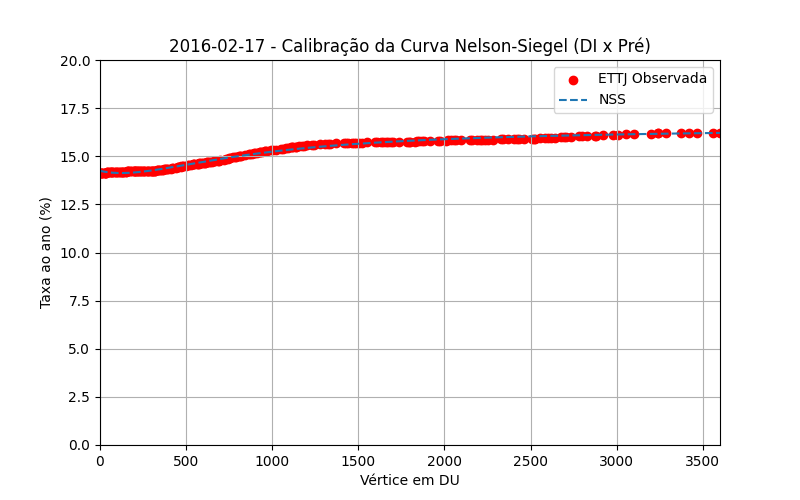 2016-02-17 - Calibração da Curva Nelson-Siegel (DI x Pré)
ETTJ Observada
NSS
20.0
17.5
15.0
12.5
10.0
7.5
5.0
2.5
0.0
Taxa ao ano (%)
0 500 1000 1500 2000 2500 3000 3500
Vértice em DU